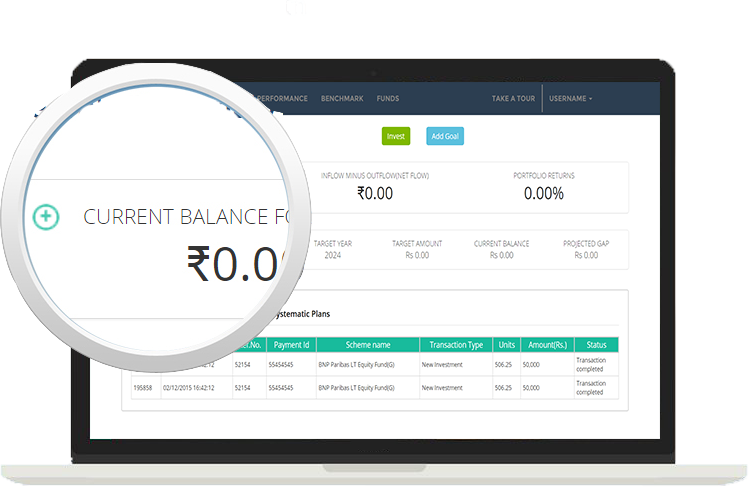 PERFORMANCE BENCHMARK FUNDS TAKE A TOUR USERNAME
Invest Add Goal
INFLOW MINUS OUTFLOW(NET FLOW) PORTFOLIO RETURNS
₹0.00 0.00%
CURRENT BALANCE FO
₹0.00
TARGET YEAR TARGET AMOUNT CURRENT BALANCE PROJECTED GAP
2024 Rs 0.00 Rs 0.00 Rs 0.00
Systematic Plans
No. Payment Id Scheme name Transaction Type Units Amount(Rs.) Status
16:42:12 52154 55454545 BNP Paribas LT Equity Fund(G) New Investment 506.25 50,000 Transaction completed
195858 02/12/2015 16:42:12 52154 55454545 BNP Paribas LT Equity Fund(G) New Investment 506.25 50,000 Transaction completed